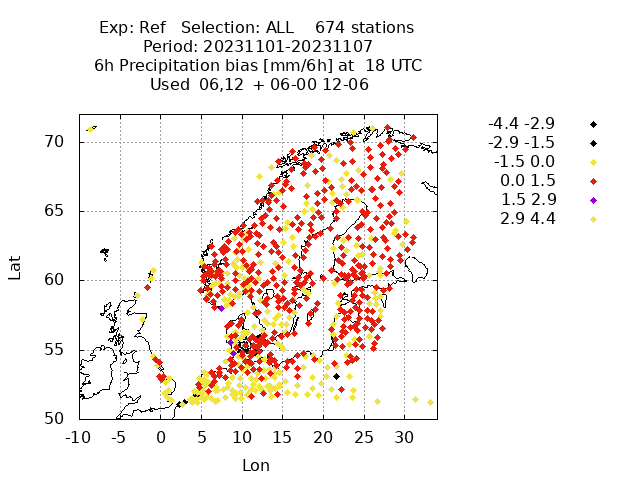 Exp: Ref   Selection: ALL    674 stations
Period: 20231101-20231107
6h Precipitation bias [mm/6h] at  18 UTC
Used 06,12  + 06-00 12-06
-4.4 -2.9
-2.9 -1.5
-1.5 0.0
0.0 1.5
1.5 2.9
2.9 4.4
70
65
60
55
50
Lat
-10 -5 0 5 10 15 20 25 30
Lon